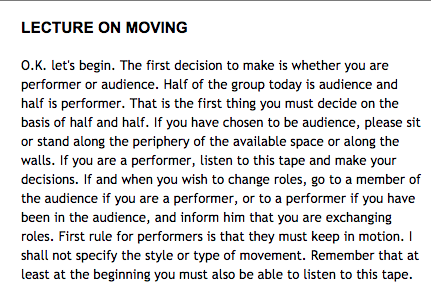 LECTURE ON MOVING
O.K. let's begin. The first decision to make is whether you are
performer or audience. Half of the group today is audience and
half is performer. That is the first thing you must decide on the
basis of half and half. If you have chosen to be audience, please sit
or stand along the periphery of the available space or along the
walls. If you are a performer, listen to this tape and make your
decisions. If and when you wish to change roles, go to a member of
the audience if you are a performer, or to a performer if you have
been in the audience, and inform him that you are exchanging
roles. First rule for performers is that they must keep in motion. I
shall not specify the style or type of movement. Remember that at
least at the beginning you must also be able to listen to this tape.